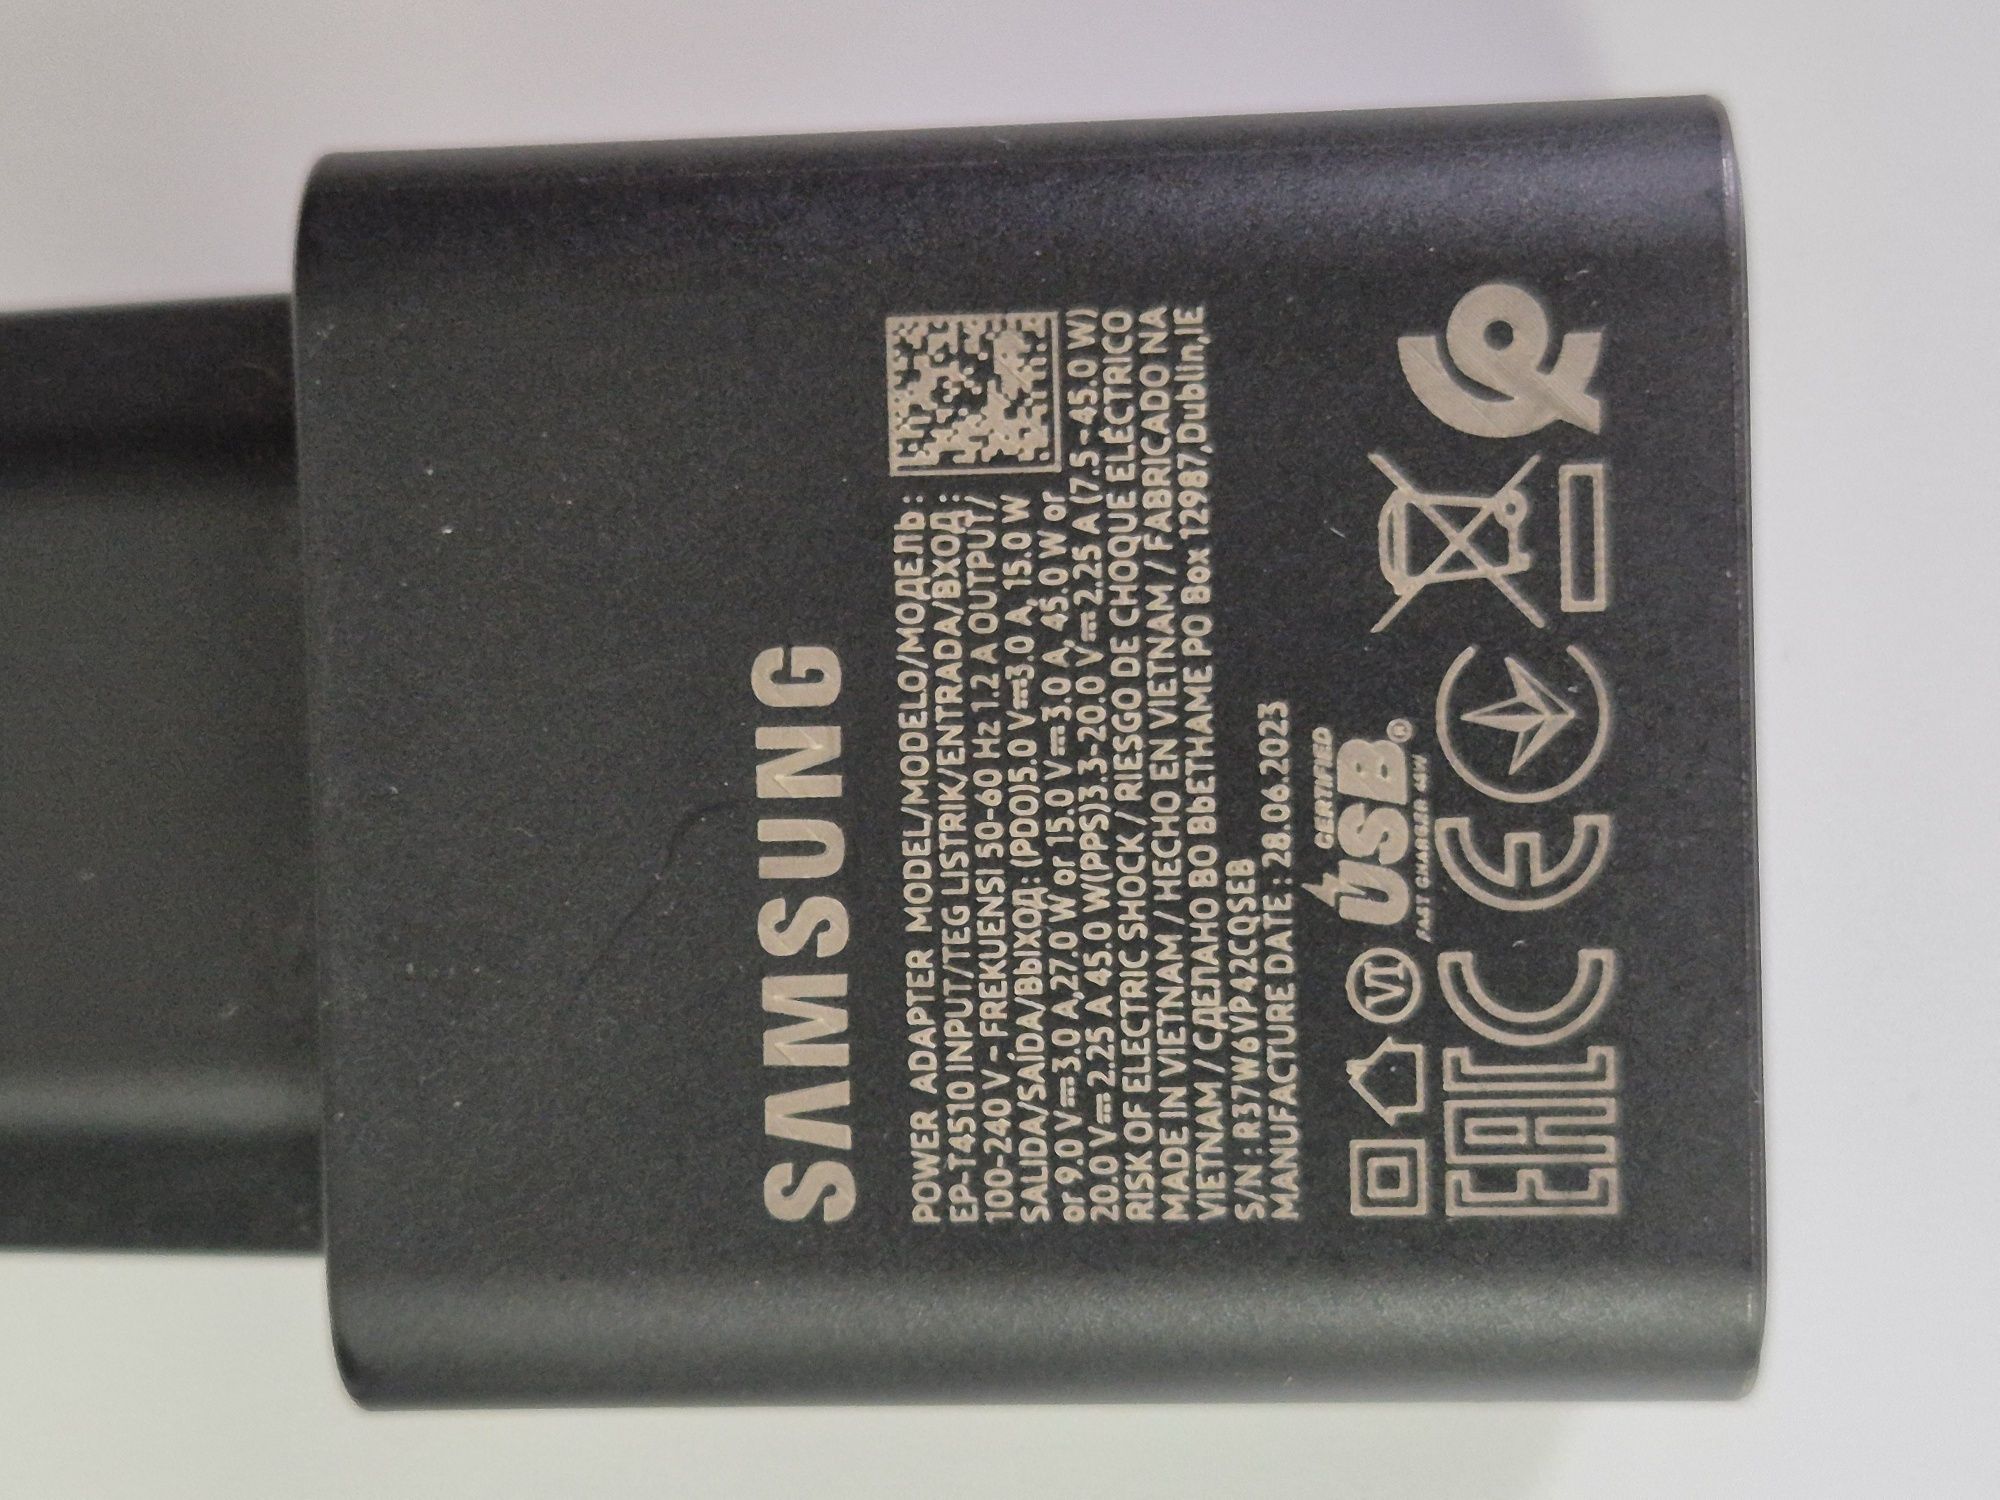 SAMSUNG
POWER ADAPTER MODEL/MODELO/МОДЕЛЬ :
EP-T4510 INPUT/TEG LISTRIK/ENTRADA/ВХОД :
100-240 V ~ FREKUENSI 50-60 Hz 1.2 A OUTPUT/
SALIDA/SAÍDA/ВЫХОД: (PDO)5.0 V⎓3.0 A, 15.0 W
or 9.0 V⎓3.0 A,27.0 W or 15.0 V⎓3.0 A, 45.0 W or
20.0 V⎓2.25 A 45.0 W(PPS)3.3-20.0 V⎓2.25 A (7.5-45.0 W)
RISK OF ELECTRIC SHOCK / RIESGO DE CHOQUE ELÉCTRICO
MADE IN VIETNAM / HECHO EN VIETNAM / FABRICADO NA
VIETNAM / СДЕЛАНО ВО ВЬЕТНАМЕ PO Box 12987,Dublin,IE
S/N : R37W6VP42CQSEB
MANUFACTURE DATE : 28.06.2023
VI
CERTIFIED
USB®
FAST CHARGER 45W
EAC CE